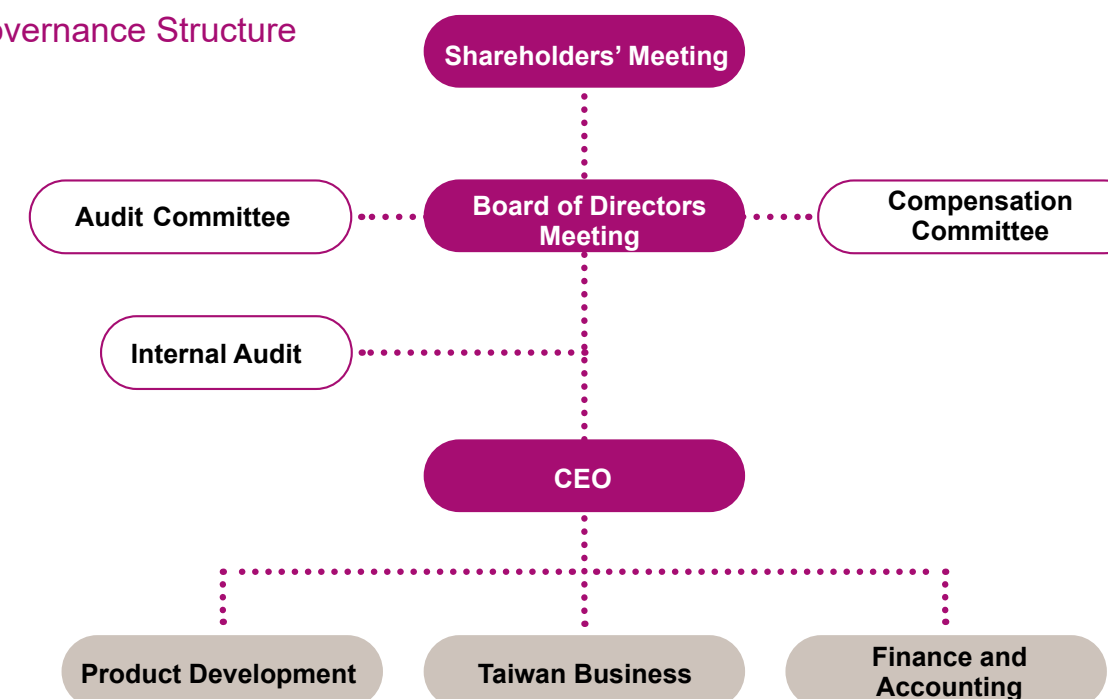 overnance Structure
Shareholders’ Meeting
Audit Committee
Board of Directors
Meeting
Compensation
Committee
Internal Audit
CEO
Product Development
Taiwan Business
Finance and
Accounting